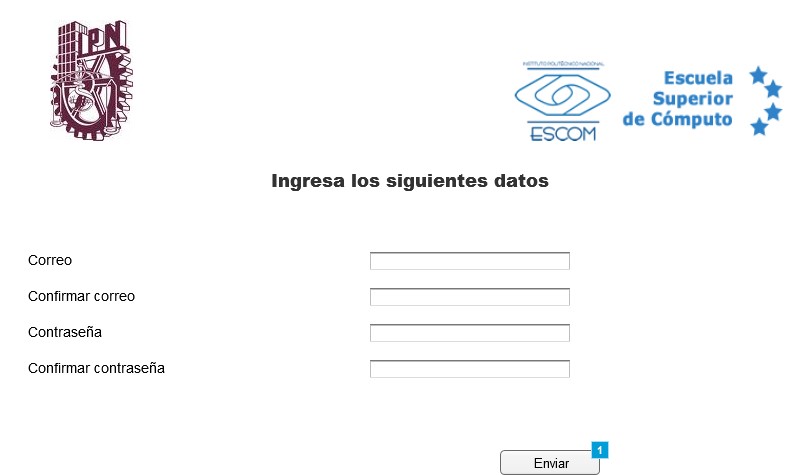 IPN
INSTITUTO POLITÉCNICO NACIONAL
ESCOM
Escuela
Superior
de Cómputo
Ingresa los siguientes datos
Correo
Confirmar correo
Contraseña
Confirmar contraseña
1
Enviar